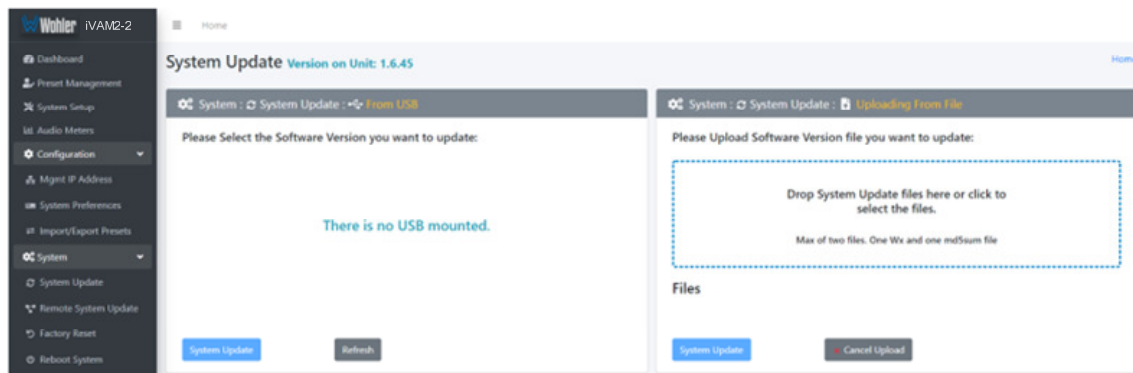 Wohler iVAM2-2
Home
Dashboard
Preset Management
System Setup
Audio Meters
Configuration
Mgmt IP Address
System Preferences
Import/Export Presets
System
System Update
Remote System Update
Factory Reset
Reboot System
System Update Version on Unit: 1.6.45
Home
System : System Update : From USB
Please Select the Software Version you want to update:
There is no USB mounted.
System Update
Refresh
System : System Update : Uploading From File
Please Upload Software Version file you want to update:
Drop System Update files here or click to
select the files.
Max of two files. One Wx and one md5sum file
Files
System Update
Cancel Upload